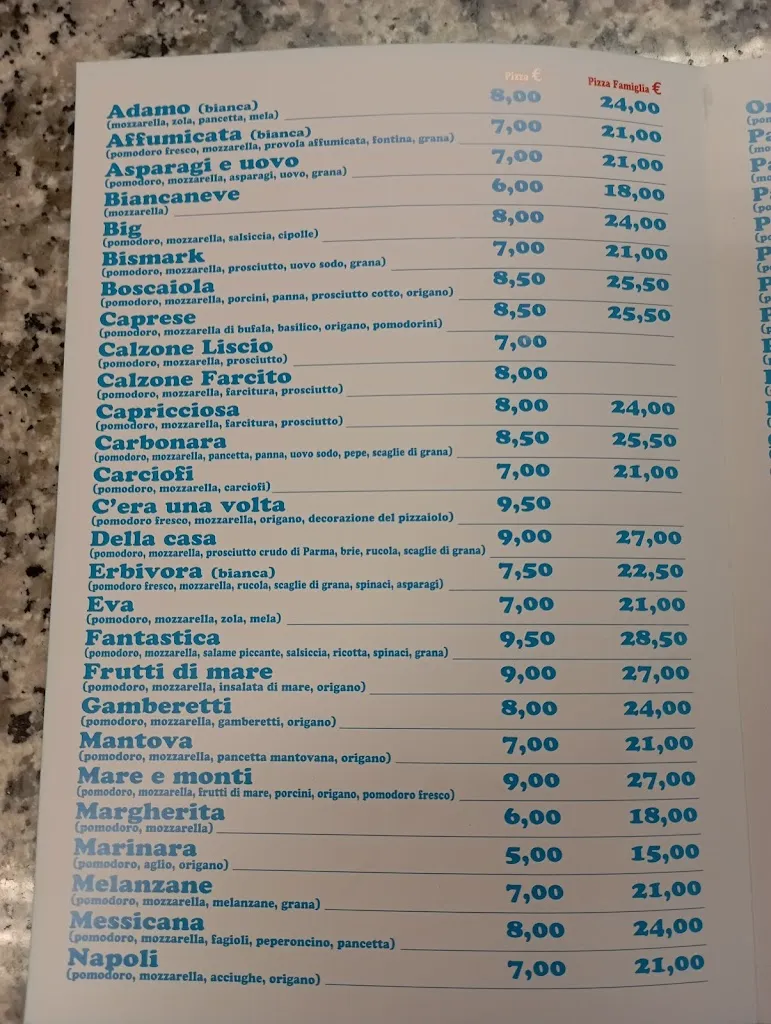 Pizza € Pizza Famiglia €
Adamo (bianca) 8,00 24,00
(mozzarella, zola, pancetta, mela)
Affumicata (bianca) 7,00 21,00
(pomodoro fresco, mozzarella, provola affumicata, fontina, grana)
Asparagi e uovo 7,00 21,00
(pomodoro, mozzarella, asparagi, uovo, grana)
Biancaneve 6,00 18,00
(mozzarella)
Big 8,00 24,00
(pomodoro, mozzarella, salsiccia, cipolle)
Bismark 7,00 21,00
(pomodoro, mozzarella, prosciutto, uovo sodo, grana)
Boscaiola 8,50 25,50
(pomodoro, mozzarella, porcini, panna, prosciutto cotto, origano)
Caprese 8,50 25,50
(pomodoro, mozzarella di bufala, basilico, origano, pomodorini)
Calzone Liscio 7,00
(pomodoro, mozzarella, prosciutto)
Calzone Farcito 8,00
(pomodoro, mozzarella, farcitura, prosciutto)
Capricciosa 8,00 24,00
(pomodoro, mozzarella, farcitura, prosciutto)
Carbonara 8,50 25,50
(pomodoro, mozzarella, pancetta, panna, uovo sodo, pepe, scaglie di grana)
Carciofi 7,00 21,00
(pomodoro, mozzarella, carciofi)
C'era una volta 9,50
(pomodoro fresco, mozzarella, origano, decorazione del pizzaiolo)
Della casa 9,00 27,00
(pomodoro, mozzarella, prosciutto crudo di Parma, brie, rucola, scaglie di grana)
Erbivora (bianca) 7,50 22,50
(pomodoro fresco, mozzarella, rucola, scaglie di grana, spinaci, asparagi)
Eva 7,00 21,00
(pomodoro, mozzarella, zola, mela)
Fantastica 9,50 28,50
(pomodoro, mozzarella, salame piccante, salsiccia, ricotta, spinaci, grana)
Frutti di mare 9,00 27,00
(pomodoro, mozzarella, insalata di mare, origano)
Gamberetti 8,00 24,00
(pomodoro, mozzarella, gamberetti, origano)
Mantova 7,00 21,00
(pomodoro, mozzarella, pancetta mantovana, origano)
Mare e monti 9,00 27,00
(pomodoro, mozzarella, frutti di mare, porcini, origano, pomodoro fresco)
Margherita 6,00 18,00
(pomodoro, mozzarella)
Marinara 5,00 15,00
(pomodoro, aglio, origano)
Melanzane 7,00 21,00
(pomodoro, mozzarella, melanzane, grana)
Messicana 8,00 24,00
(pomodoro, mozzarella, fagioli, peperoncino, pancetta)
Napoli 7,00 21,00
(pomodoro, mozzarella, acciughe, origano)